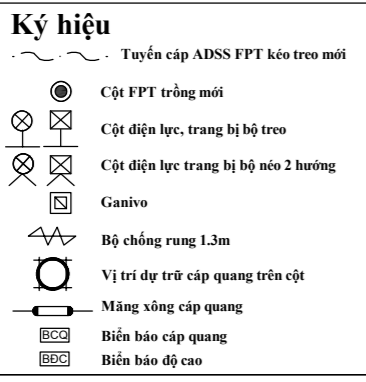 Ký hiệu
Tuyến cáp ADSS FPT kéo treo mới
Cột FPT trồng mới
Cột điện lực, trang bị bộ treo
Cột điện lực trang bị bộ néo 2 hướng
Ganivo
Bộ chống rung 1.3m
Vị trí dự trữ cáp quang trên cột
Măng xông cáp quang
BCQ Biển báo cáp quang
BĐC Biển báo độ cao